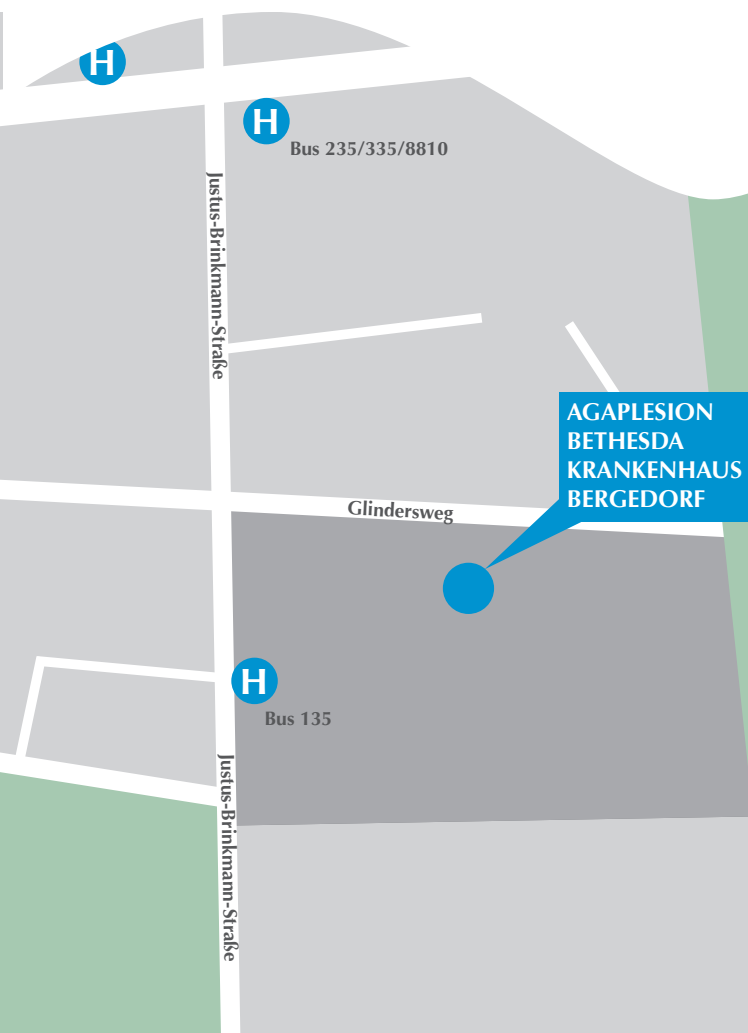 H
H
Bus 235/335/8810
Justus-Brinkmann-Straße
AGAPLESION
BETHESDA
KRANKENHAUS
BERGEDORF
Glindersweg
H
Bus 135
Justus-Brinkmann-Straße